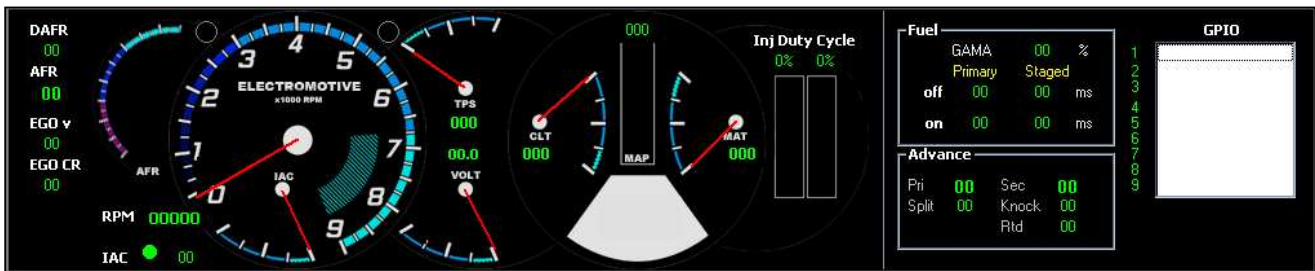 DAFR
00
AFR
00
EGO v
00
EGO CR
00
AFR
RPM 00000
IAC 00
0
1
2
3
4
5
6
7
8
9
ELECTROMOTIVE
x1000 RPM
IAC
TPS
000
00.0
VOLT
CLT
000
000
MAP
MAT
000
Inj Duty Cycle
0% 0%
Fuel
GAMA 00 %
Primary Staged
off 00 00 ms
on 00 00 ms
Advance
Pri 00 Sec 00
Split 00 Knock 00
Rtd 00
GPIO
1
2
3
4
5
6
7
8
9